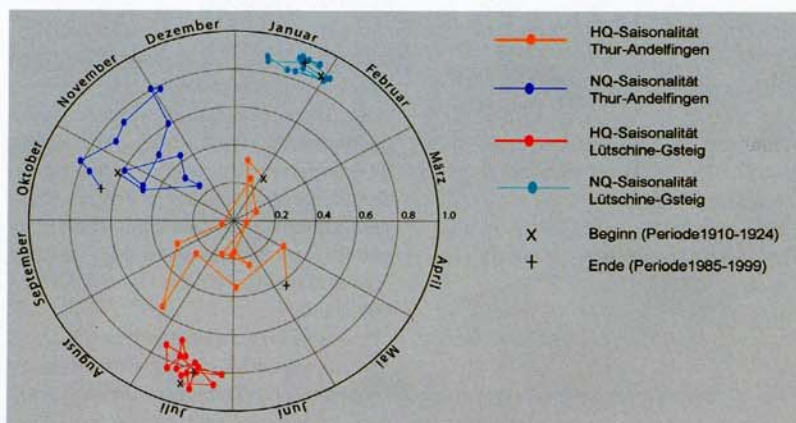 Januar
Februar
März
April
Mai
Juni
Juli
August
September
Oktober
November
Dezember
0.2
0.4
0.6
0.8
1.0
HQ-Saisonalität
Thur-Andelfingen
NQ-Saisonalität
Thur-Andelfingen
HQ-Saisonalität
Lütschine-Gsteig
NQ-Saisonalität
Lütschine-Gsteig
x Beginn (Periode1910-1924)
+ Ende (Periode1985-1999)